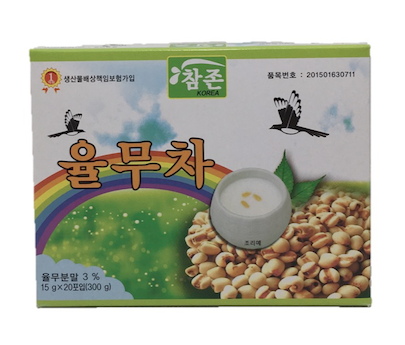 1
생산물배상책임보험가입
참존
KOREA
품목번호 : 201501630711
율무차
조리예
율무분말 3 %
15 g×20포입(300 g)